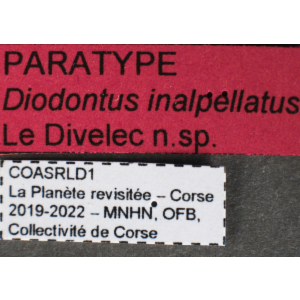 PARATYPE
Diodontus inalpellatus
Le Divelec n.sp.
COASRLD1
La Planète revisitée – Corse
2019-2022 – MNHN, OFB,
Collectivité de Corse